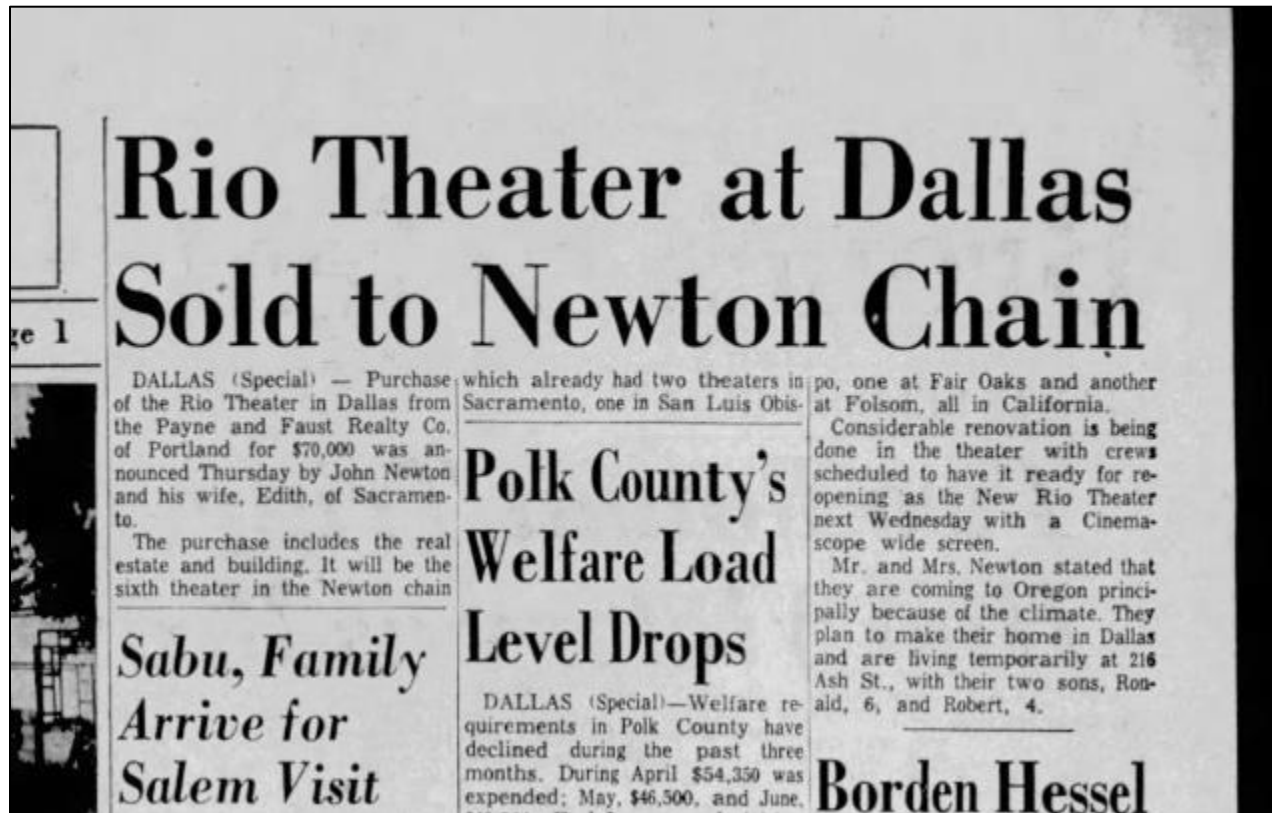 ge 1
Rio Theater at Dallas
Sold to Newton Chain
DALLAS (Special) — Purchase
of the Rio Theater in Dallas from
the Payne and Faust Realty Co.
of Portland for $70,000 was an-
nounced Thursday by John Newton
and his wife, Edith, of Sacramen-
to.
The purchase includes the real
estate and building. It will be the
sixth theater in the Newton chain
which already had two theaters in
Sacramento, one in San Luis Obis-
po, one at Fair Oaks and another
at Folsom, all in California.
Considerable renovation is being
done in the theater with crews
scheduled to have it ready for re-
opening as the New Rio Theater
next Wednesday with a Cinema-
scope wide screen.
Mr. and Mrs. Newton stated that
they are coming to Oregon princi-
pally because of the climate. They
plan to make their home in Dallas
and are living temporarily at 216
Ash St., with their two sons, Ron-
ald, 6, and Robert, 4.
Sabu, Family
Arrive for
Salem Visit
Polk County's
Welfare Load
Level Drops
DALLAS (Special)—Welfare re-
quirements in Polk County have
declined during the past three
months. During April $54,350 was
expended; May, $46,500, and June,
Borden Hessel